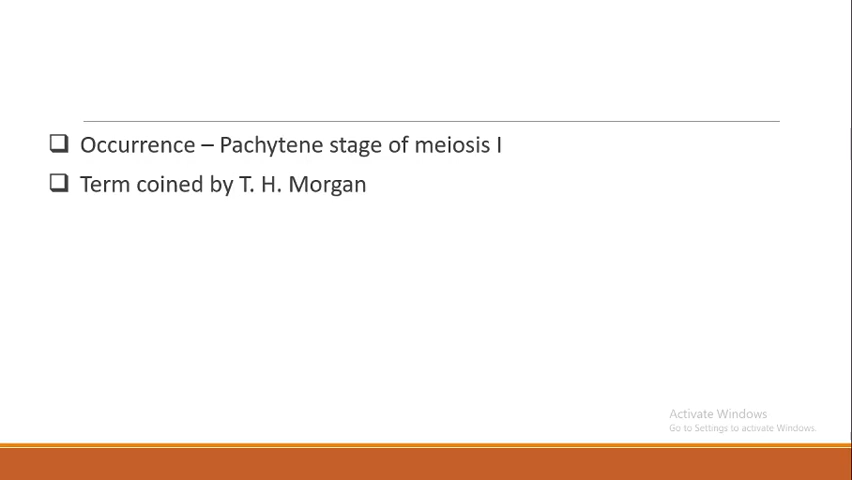 Occurrence – Pachytene stage of meiosis I
Term coined by T. H. Morgan
Activate Windows
Go to Settings to activate Windows.